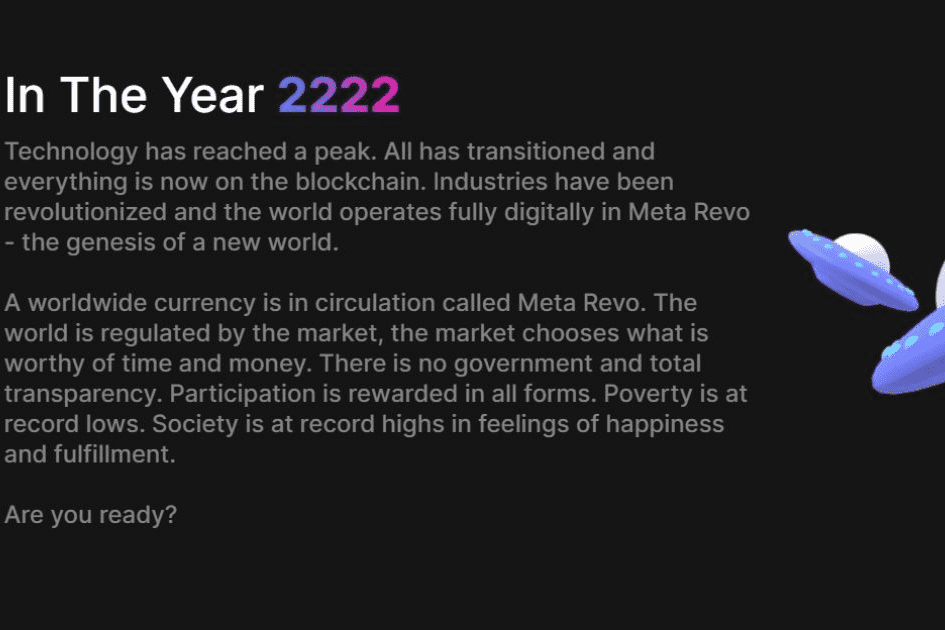 In The Year 2222
Technology has reached a peak. All has transitioned and
everything is now on the blockchain. Industries have been
revolutionized and the world operates fully digitally in Meta Revo
- the genesis of a new world.
A worldwide currency is in circulation called Meta Revo. The
world is regulated by the market, the market chooses what is
worthy of time and money. There is no government and total
transparency. Participation is rewarded in all forms. Poverty is at
record lows. Society is at record highs in feelings of happiness
and fulfillment.
Are you ready?